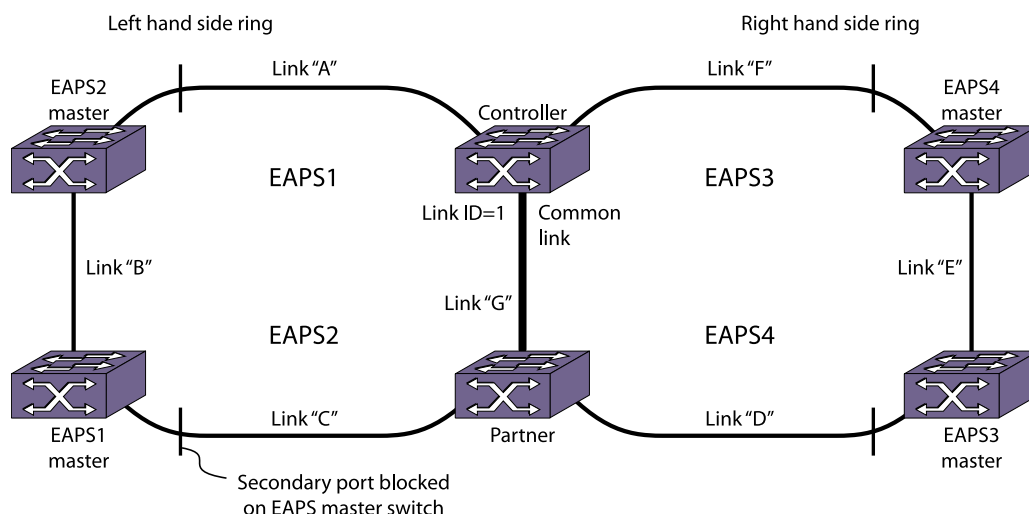 Left hand side ring
Right hand side ring
Link “A”
Link “F”
EAPS2
master
Controller
EAPS4
master
EAPS1
EAPS3
Link ID=1
Common
link
Link “B”
Link “E”
Link “G”
EAPS2
EAPS4
Link “C”
Link “D”
EAPS1
master
Partner
EAPS3
master
Secondary port blocked
on EAPS master switch